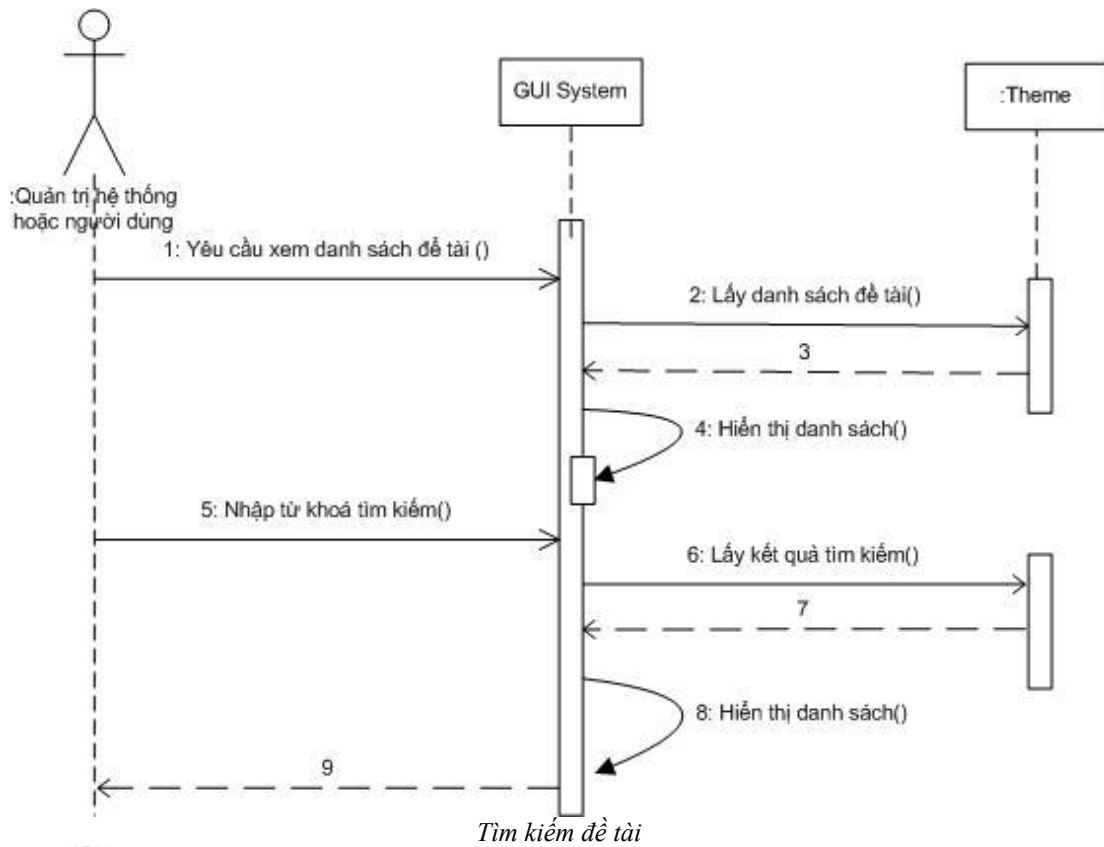 GUI System
:Theme
:Quản trị hệ thống
hoặc người dùng
1: Yêu cầu xem danh sách đề tài ()
2: Lấy danh sách đề tài()
3
4: Hiển thị danh sách()
5: Nhập từ khoá tìm kiếm()
6: Lấy kết quả tìm kiếm()
7
8: Hiển thị danh sách()
9
Tìm kiếm đề tài